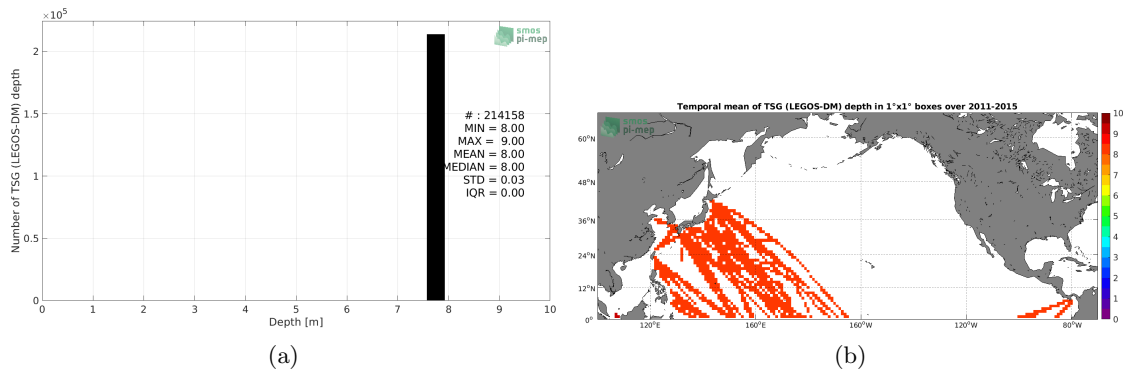 ×10⁵
smos
pi-mep
2
1.5
1
0.5
0
Number of TSG (LEGOS-DM) depth
# : 214158
MIN = 8.00
MAX = 9.00
MEAN = 8.00
MEDIAN = 8.00
STD = 0.03
IQR = 0.00
0 1 2 3 4 5 6 7 8 9 10
Depth [m]
(a)
Temporal mean of TSG (LEGOS-DM) depth in 1°x1° boxes over 2011-2015
smos
pi-mep
60°N
48°N
36°N
24°N
12°N
0°
120°E 160°E 160°W 120°W 80°W
10
9
8
7
6
5
4
3
2
1
0
(b)